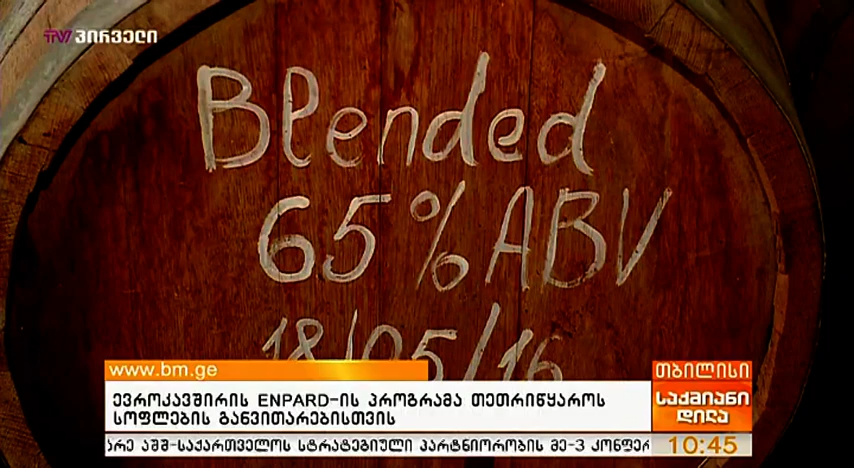 TV ᲞᲘᲠᲕᲔᲚᲘ
Blended
65% ABV
18/05/16
www.bm.ge
ᲗᲑᲘᲚᲘᲡᲘ
ᲔᲕᲠᲝᲙᲐᲕᲨᲘᲠᲘᲡ ENPARD-ᲘᲡ ᲞᲠᲝᲒᲠᲐᲛᲐ ᲗᲔᲗᲠᲘᲬᲧᲐᲠᲝᲡ
ᲡᲝᲤᲚᲔᲑᲘᲡ ᲒᲐᲜᲕᲘᲗᲐᲠᲔᲑᲘᲡᲗᲕᲘᲡ
ᲡᲐᲥᲛᲘᲐᲜᲘ
ᲓᲘᲚᲐ
ᲐᲠᲔ ᲐᲨᲨ-ᲡᲐᲥᲐᲠᲗᲕᲔᲚᲝᲡ ᲡᲢᲠᲐᲢᲔᲒᲘᲣᲚᲘ ᲞᲐᲠᲢᲜᲘᲝᲠᲝᲑᲘᲡ ᲛᲔ-3 ᲙᲝᲜᲤᲔᲠ
10:45